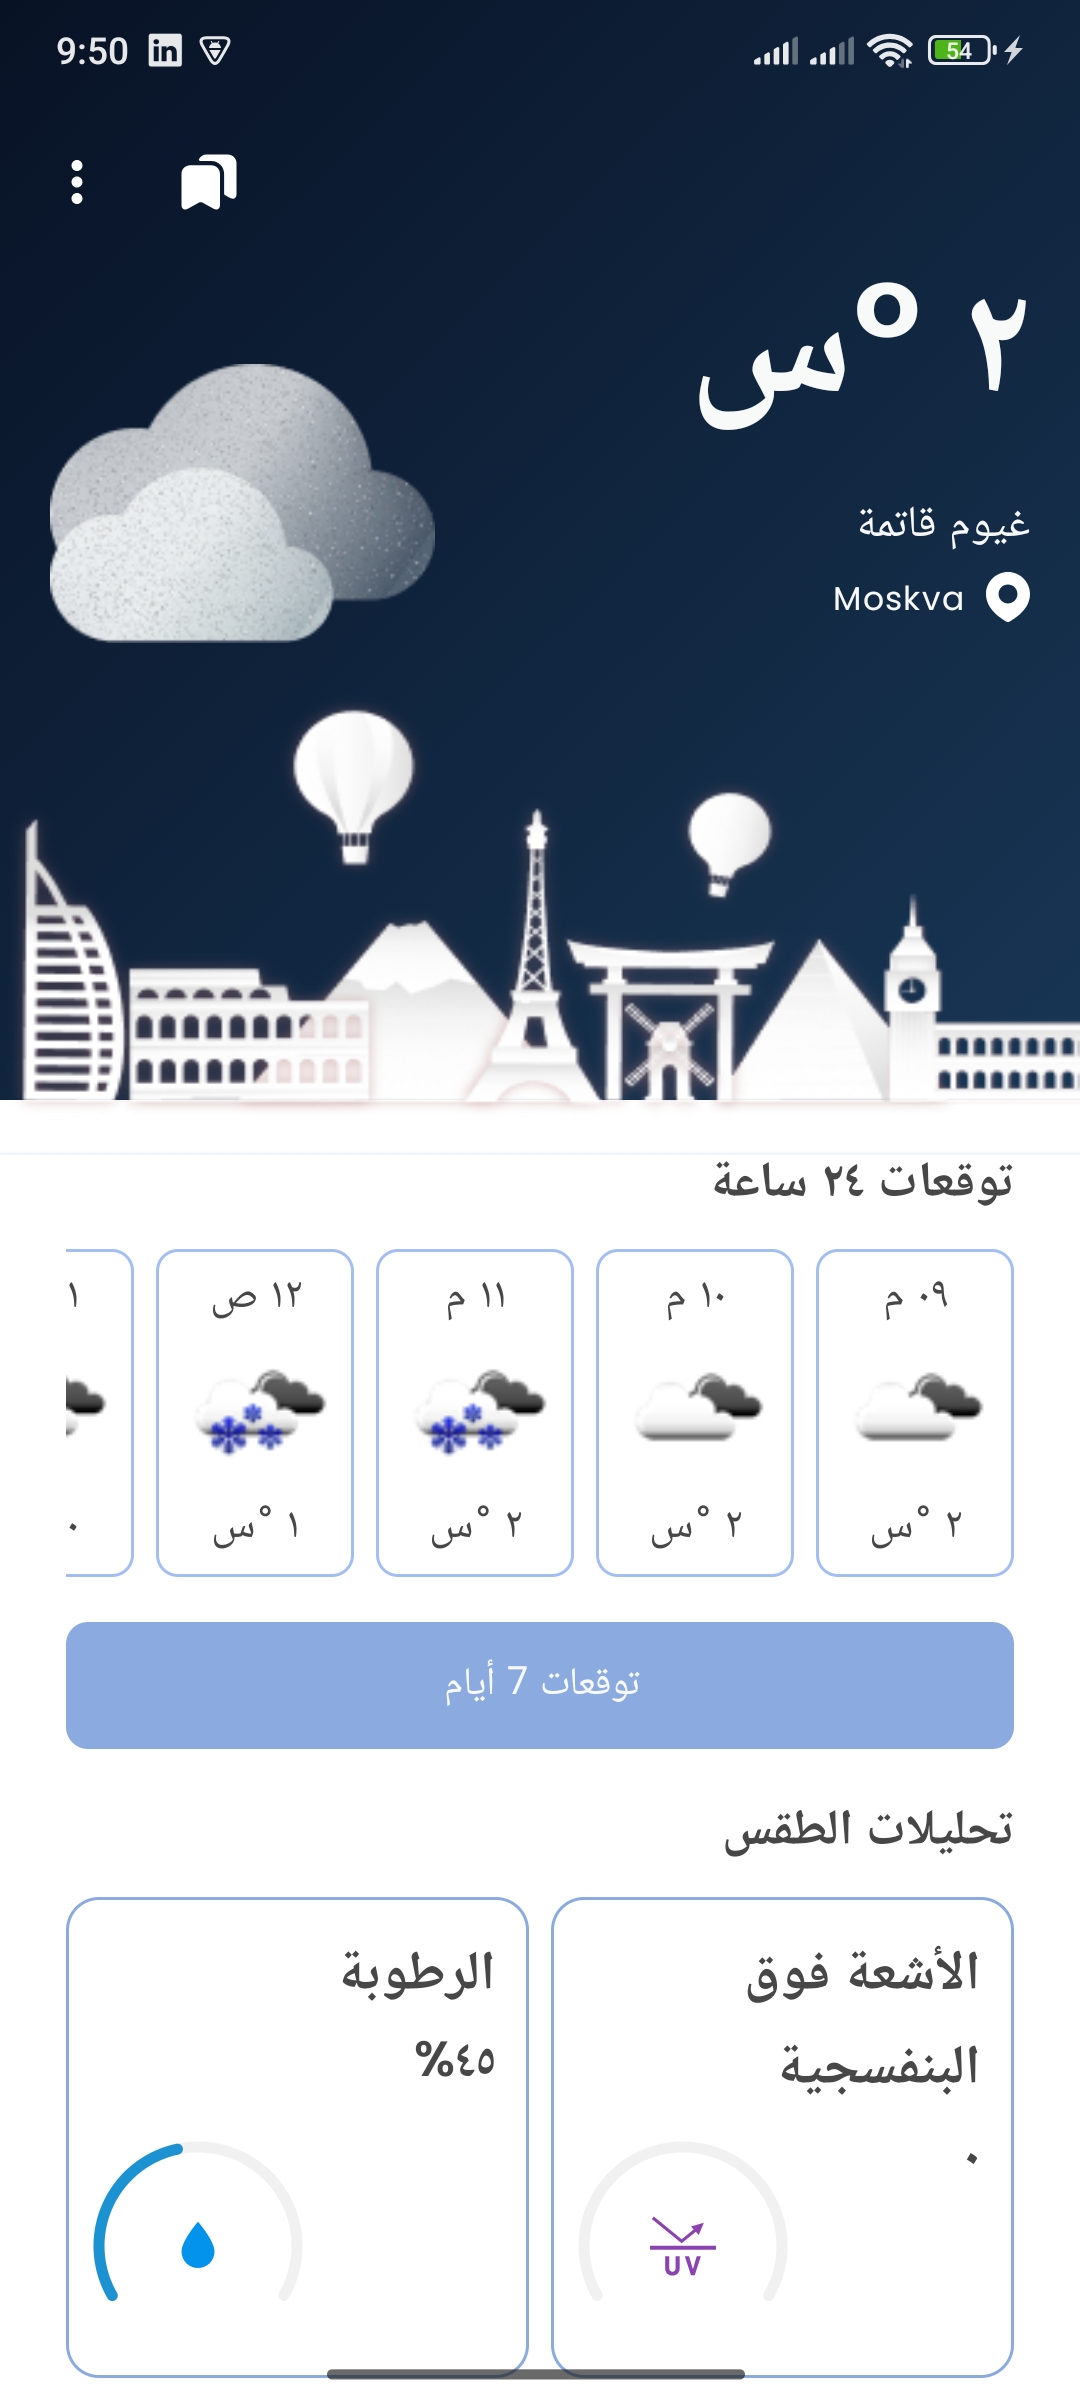 9:50
54
٢ °س
غيوم قاتمة
Moskva
توقعات ٢٤ ساعة
٠٩ م
١٠ م
١١ م
١٢ ص
١
٢ °س
٢ °س
٢ °س
١ °س
٠
توقعات 7 أيام
تحليلات الطقس
الأشعة فوق
البنفسجية
٠
UV
الرطوبة
٤٥%